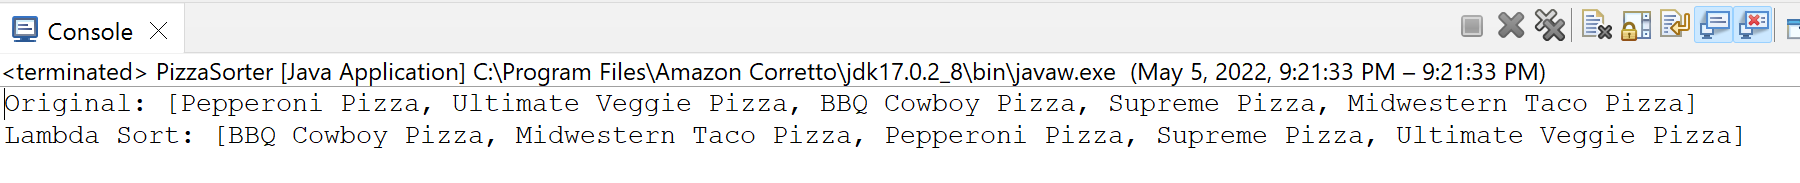 Console
<terminated> PizzaSorter [Java Application] C:\Program Files\Amazon Corretto\jdk17.0.2_8\bin\javaw.exe (May 5, 2022, 9:21:33 PM – 9:21:33 PM)
Original: [Pepperoni Pizza, Ultimate Veggie Pizza, BBQ Cowboy Pizza, Supreme Pizza, Midwestern Taco Pizza]
Lambda Sort: [BBQ Cowboy Pizza, Midwestern Taco Pizza, Pepperoni Pizza, Supreme Pizza, Ultimate Veggie Pizza]